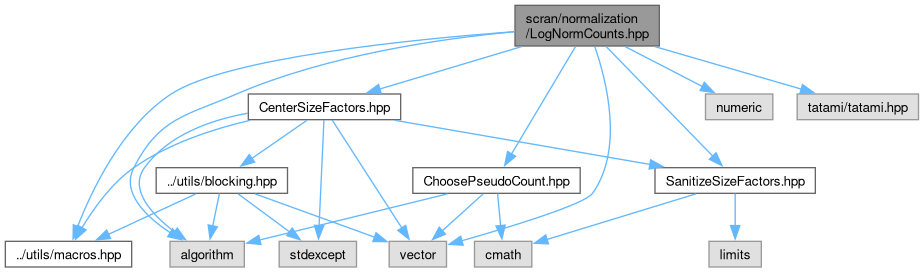 scran/normalization
/LogNormCounts.hpp
CenterSizeFactors.hpp
numeric
tatami/tatami.hpp
../utils/blocking.hpp
ChoosePseudoCount.hpp
SanitizeSizeFactors.hpp
../utils/macros.hpp
algorithm
stdexcept
vector
cmath
limits